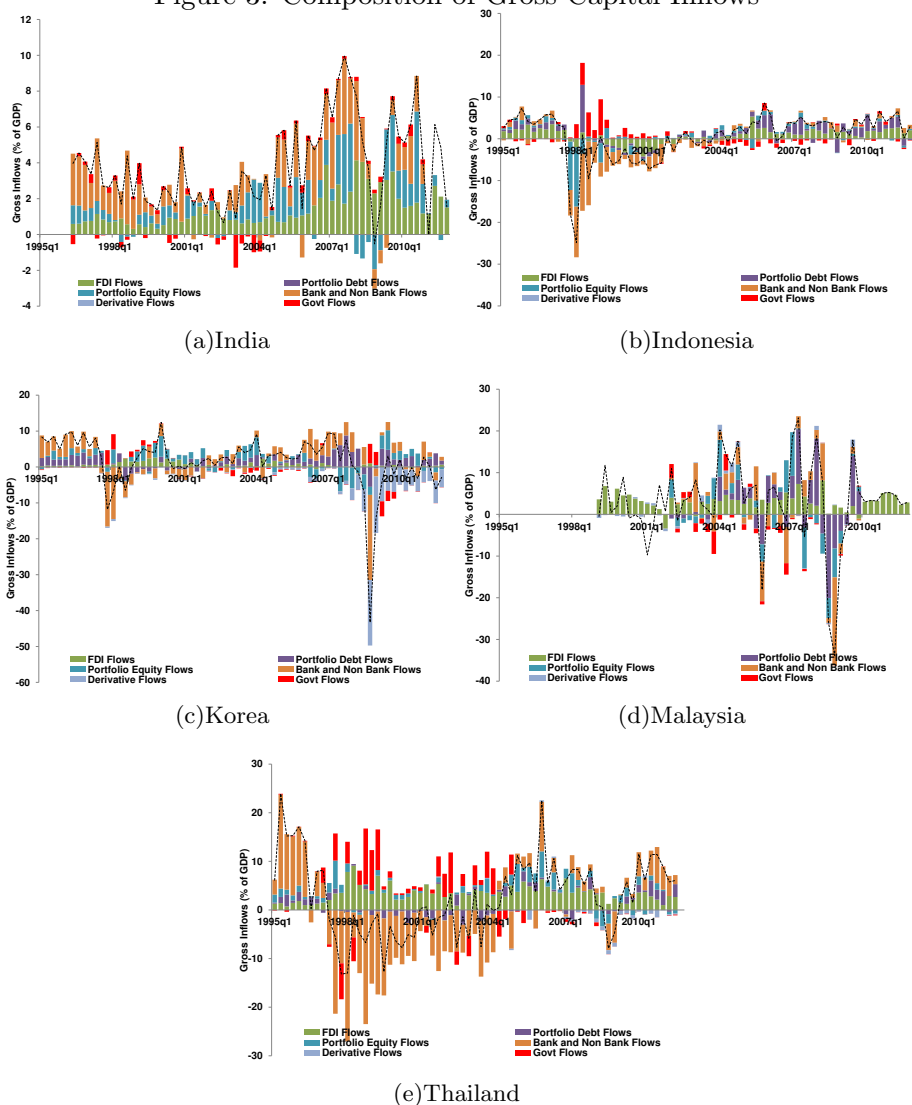 Figure 3: Composition of Gross Capital Inflows
12
10
8
6
4
2
0
-2
-4
Gross Inflows (% of GDP)
1995q1 1998q1 2001q1 2004q1 2007q1 2010q1
FDI Flows Portfolio Debt Flows
Portfolio Equity Flows Bank and Non Bank Flows
Derivative Flows Govt Flows
(a)India
30
20
10
0
-10
-20
-30
-40
Gross Inflows (% of GDP)
1995q1 1998q1 2001q1 2004q1 2007q1 2010q1
FDI Flows Portfolio Debt Flows
Portfolio Equity Flows Bank and Non Bank Flows
Derivative Flows Govt Flows
(b)Indonesia
20
10
0
-10
-20
-30
-40
-50
-60
Gross Inflows (% of GDP)
1995q1 1998q1 2001q1 2004q1 2007q1 2010q1
FDI Flows Portfolio Debt Flows
Portfolio Equity Flows Bank and Non Bank Flows
Derivative Flows Govt Flows
(c)Korea
30
20
10
0
-10
-20
-30
-40
Gross Inflows (% of GDP)
1995q1 1998q1 2001q1 2004q1 2007q1 2010q1
FDI Flows Portfolio Debt Flows
Portfolio Equity Flows Bank and Non Bank Flows
Derivative Flows Govt Flows
(d)Malaysia
30
20
10
0
-10
-20
-30
Gross Inflows (% of GDP)
1995q1 1998q1 2001q1 2004q1 2007q1 2010q1
FDI Flows Portfolio Debt Flows
Portfolio Equity Flows Bank and Non Bank Flows
Derivative Flows Govt Flows
(e)Thailand